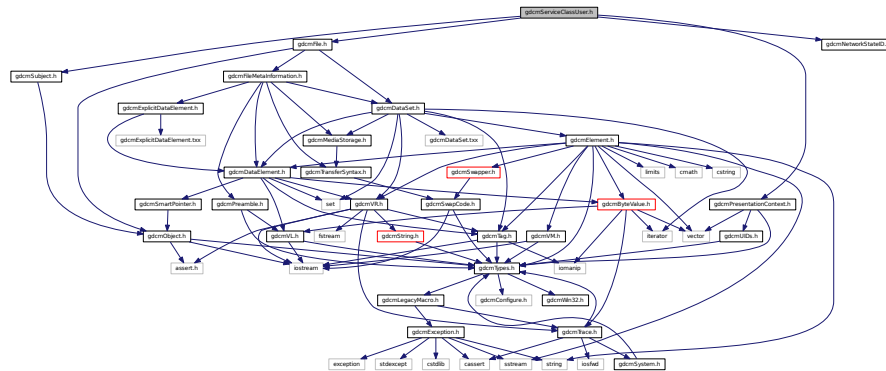 gdcmServiceClassUser.h
gdcmFile.h
gdcmNetworkStateID.
gdcmSubject.h
gdcmFileMetaInformation.h
gdcmExplicitDataElement.h
gdcmDataSet.h
gdcmExplicitDataElement.txx
gdcmMediaStorage.h
gdcmDataSet.txx
gdcmElement.h
gdcmDataElement.h
gdcmTransferSyntax.h
gdcmSwapper.h
limits
cmath
cstring
gdcmSmartPointer.h
gdcmPreamble.h
set
gdcmVR.h
gdcmSwapCode.h
gdcmByteValue.h
gdcmPresentationContext.h
gdcmObject.h
gdcmVL.h
fstream
gdcmString.h
gdcmTag.h
gdcmVM.h
iterator
vector
gdcmUIDs.h
assert.h
iostream
gdcmTypes.h
iomanip
gdcmLegacyMacro.h
gdcmConfigure.h
gdcmWin32.h
gdcmException.h
gdcmTrace.h
exception
stdexcept
cstdlib
cassert
sstream
string
iosfwd
gdcmSystem.h